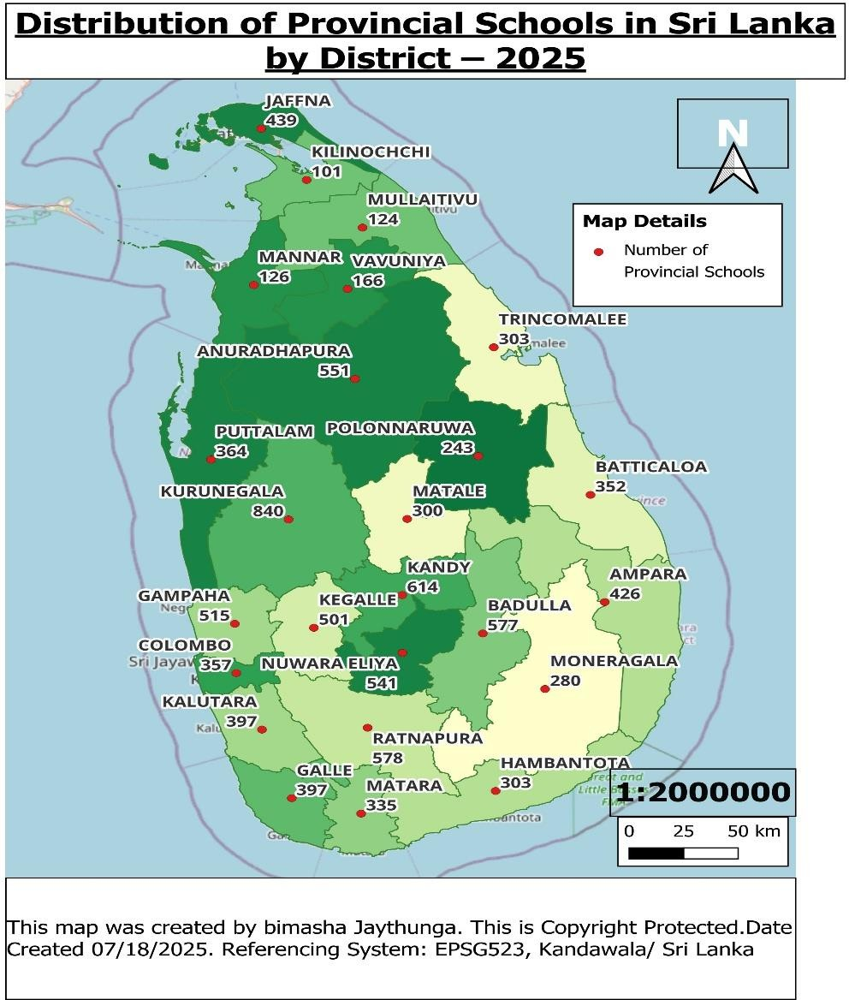 Distribution of Provincial Schools in Sri Lanka
by District – 2025
N
Map Details
Number of
Provincial Schools
JAFFNA
439
KILINOCHCHI
101
MULLAITIVU
124
MANNAR
126
VAVUNIYA
166
TRINCOMALEE
303
ANURADHAPURA
551
PUTTALAM
364
POLONNARUWA
243
BATTICALOA
352
KURUNEGALA
840
MATALE
300
KANDY
614
AMPARA
426
GAMPAHA
515
KEGALLE
501
BADULLA
577
COLOMBO
357
NUWARA ELIYA
541
MONERAGALA
280
KALUTARA
397
RATNAPURA
578
GALLE
397
MATARA
335
HAMBANTOTA
303
1:2000000
0 25 50 km
This map was created by bimasha Jaythunga. This is Copyright Protected.Date
Created 07/18/2025. Referencing System: EPSG523, Kandawala/ Sri Lanka